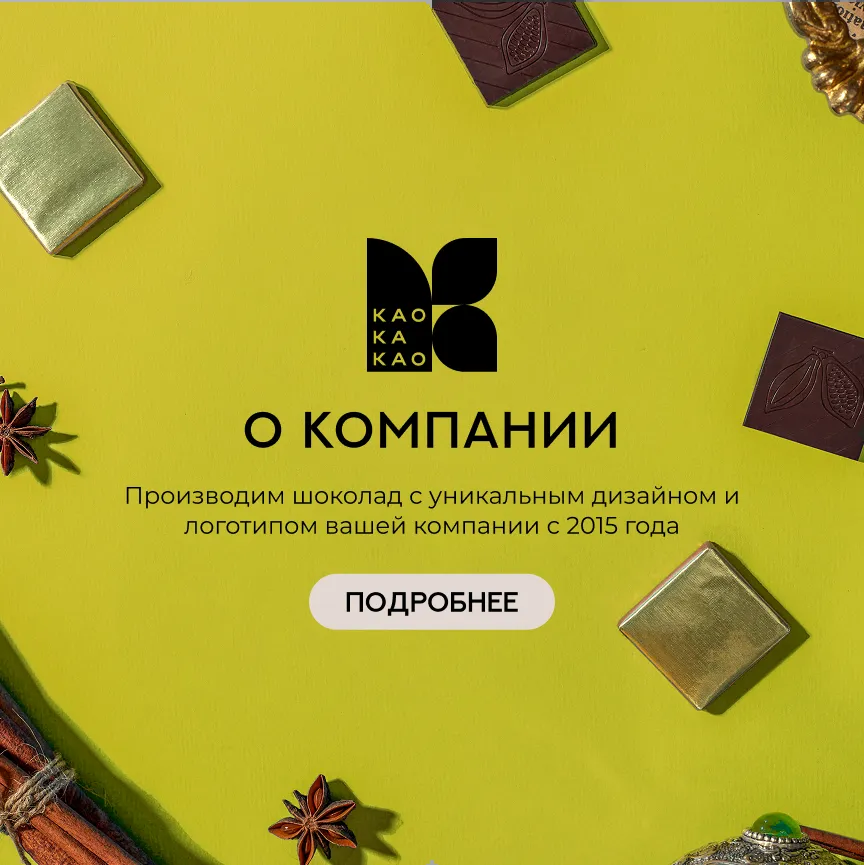 КАО
КА
КАО
О КОМПАНИИ
Производим шоколад с уникальным дизайном и
логотипом вашей компании с 2015 года
ПОДРОБНЕЕ